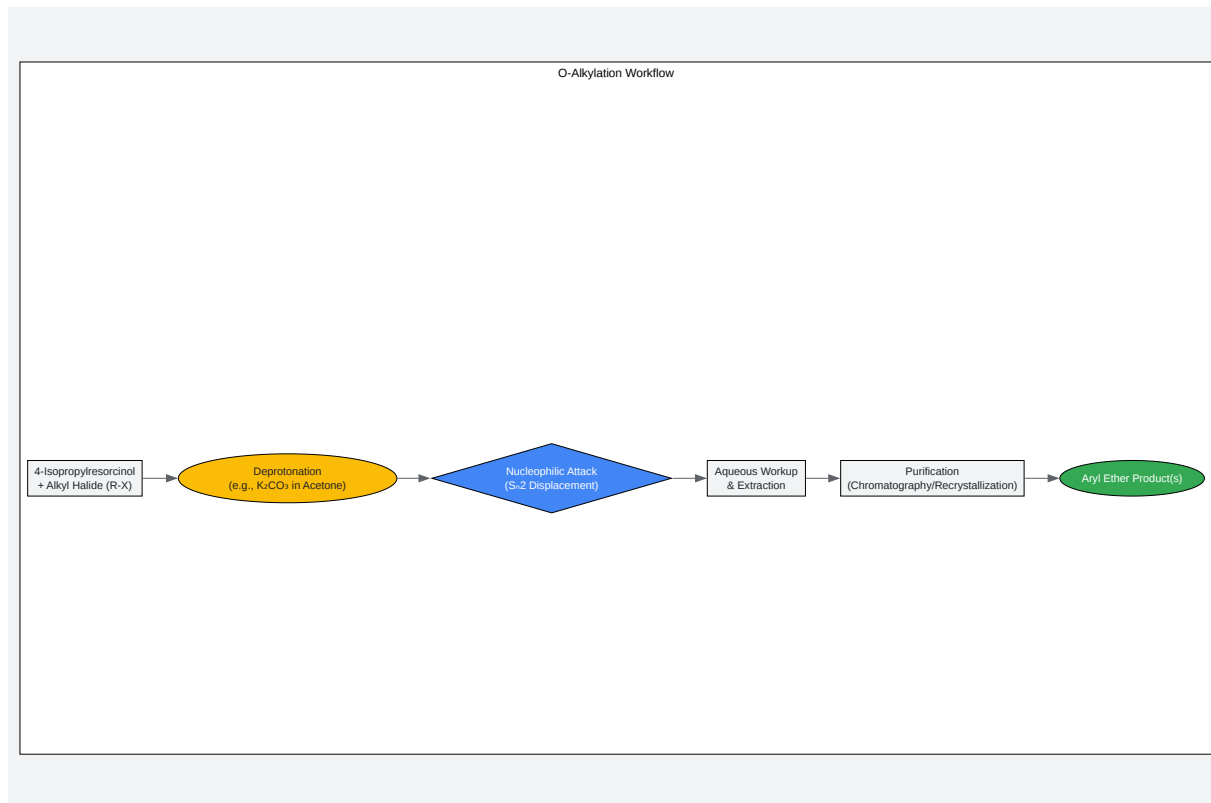 O-Alkylation Workflow
4-Isopropylresorcinol
+ Alkyl Halide (R-X)
Deprotonation
(e.g., K₂CO₃ in Acetone)
Nucleophilic Attack
(Sₙ2 Displacement)
Aqueous Workup
& Extraction
Purification
(Chromatography/Recrystallization)
Aryl Ether Product(s)